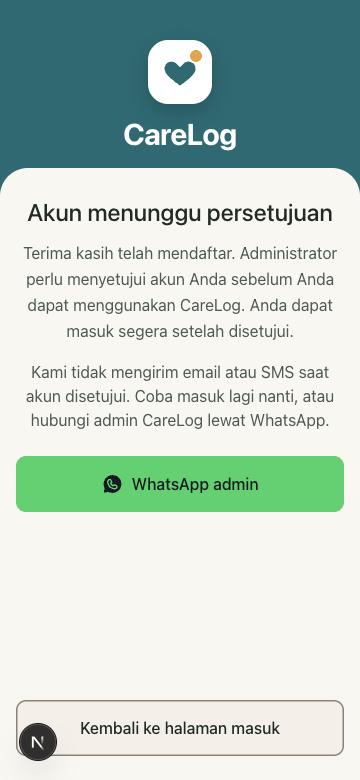 CareLog
Akun menunggu persetujuan
Terima kasih telah mendaftar. Administrator
perlu menyetujui akun Anda sebelum Anda
dapat menggunakan CareLog. Anda dapat
masuk segera setelah disetujui.
Kami tidak mengirim email atau SMS saat
akun disetujui. Coba masuk lagi nanti, atau
hubungi admin CareLog lewat WhatsApp.
WhatsApp admin
Kembali ke halaman masuk
N